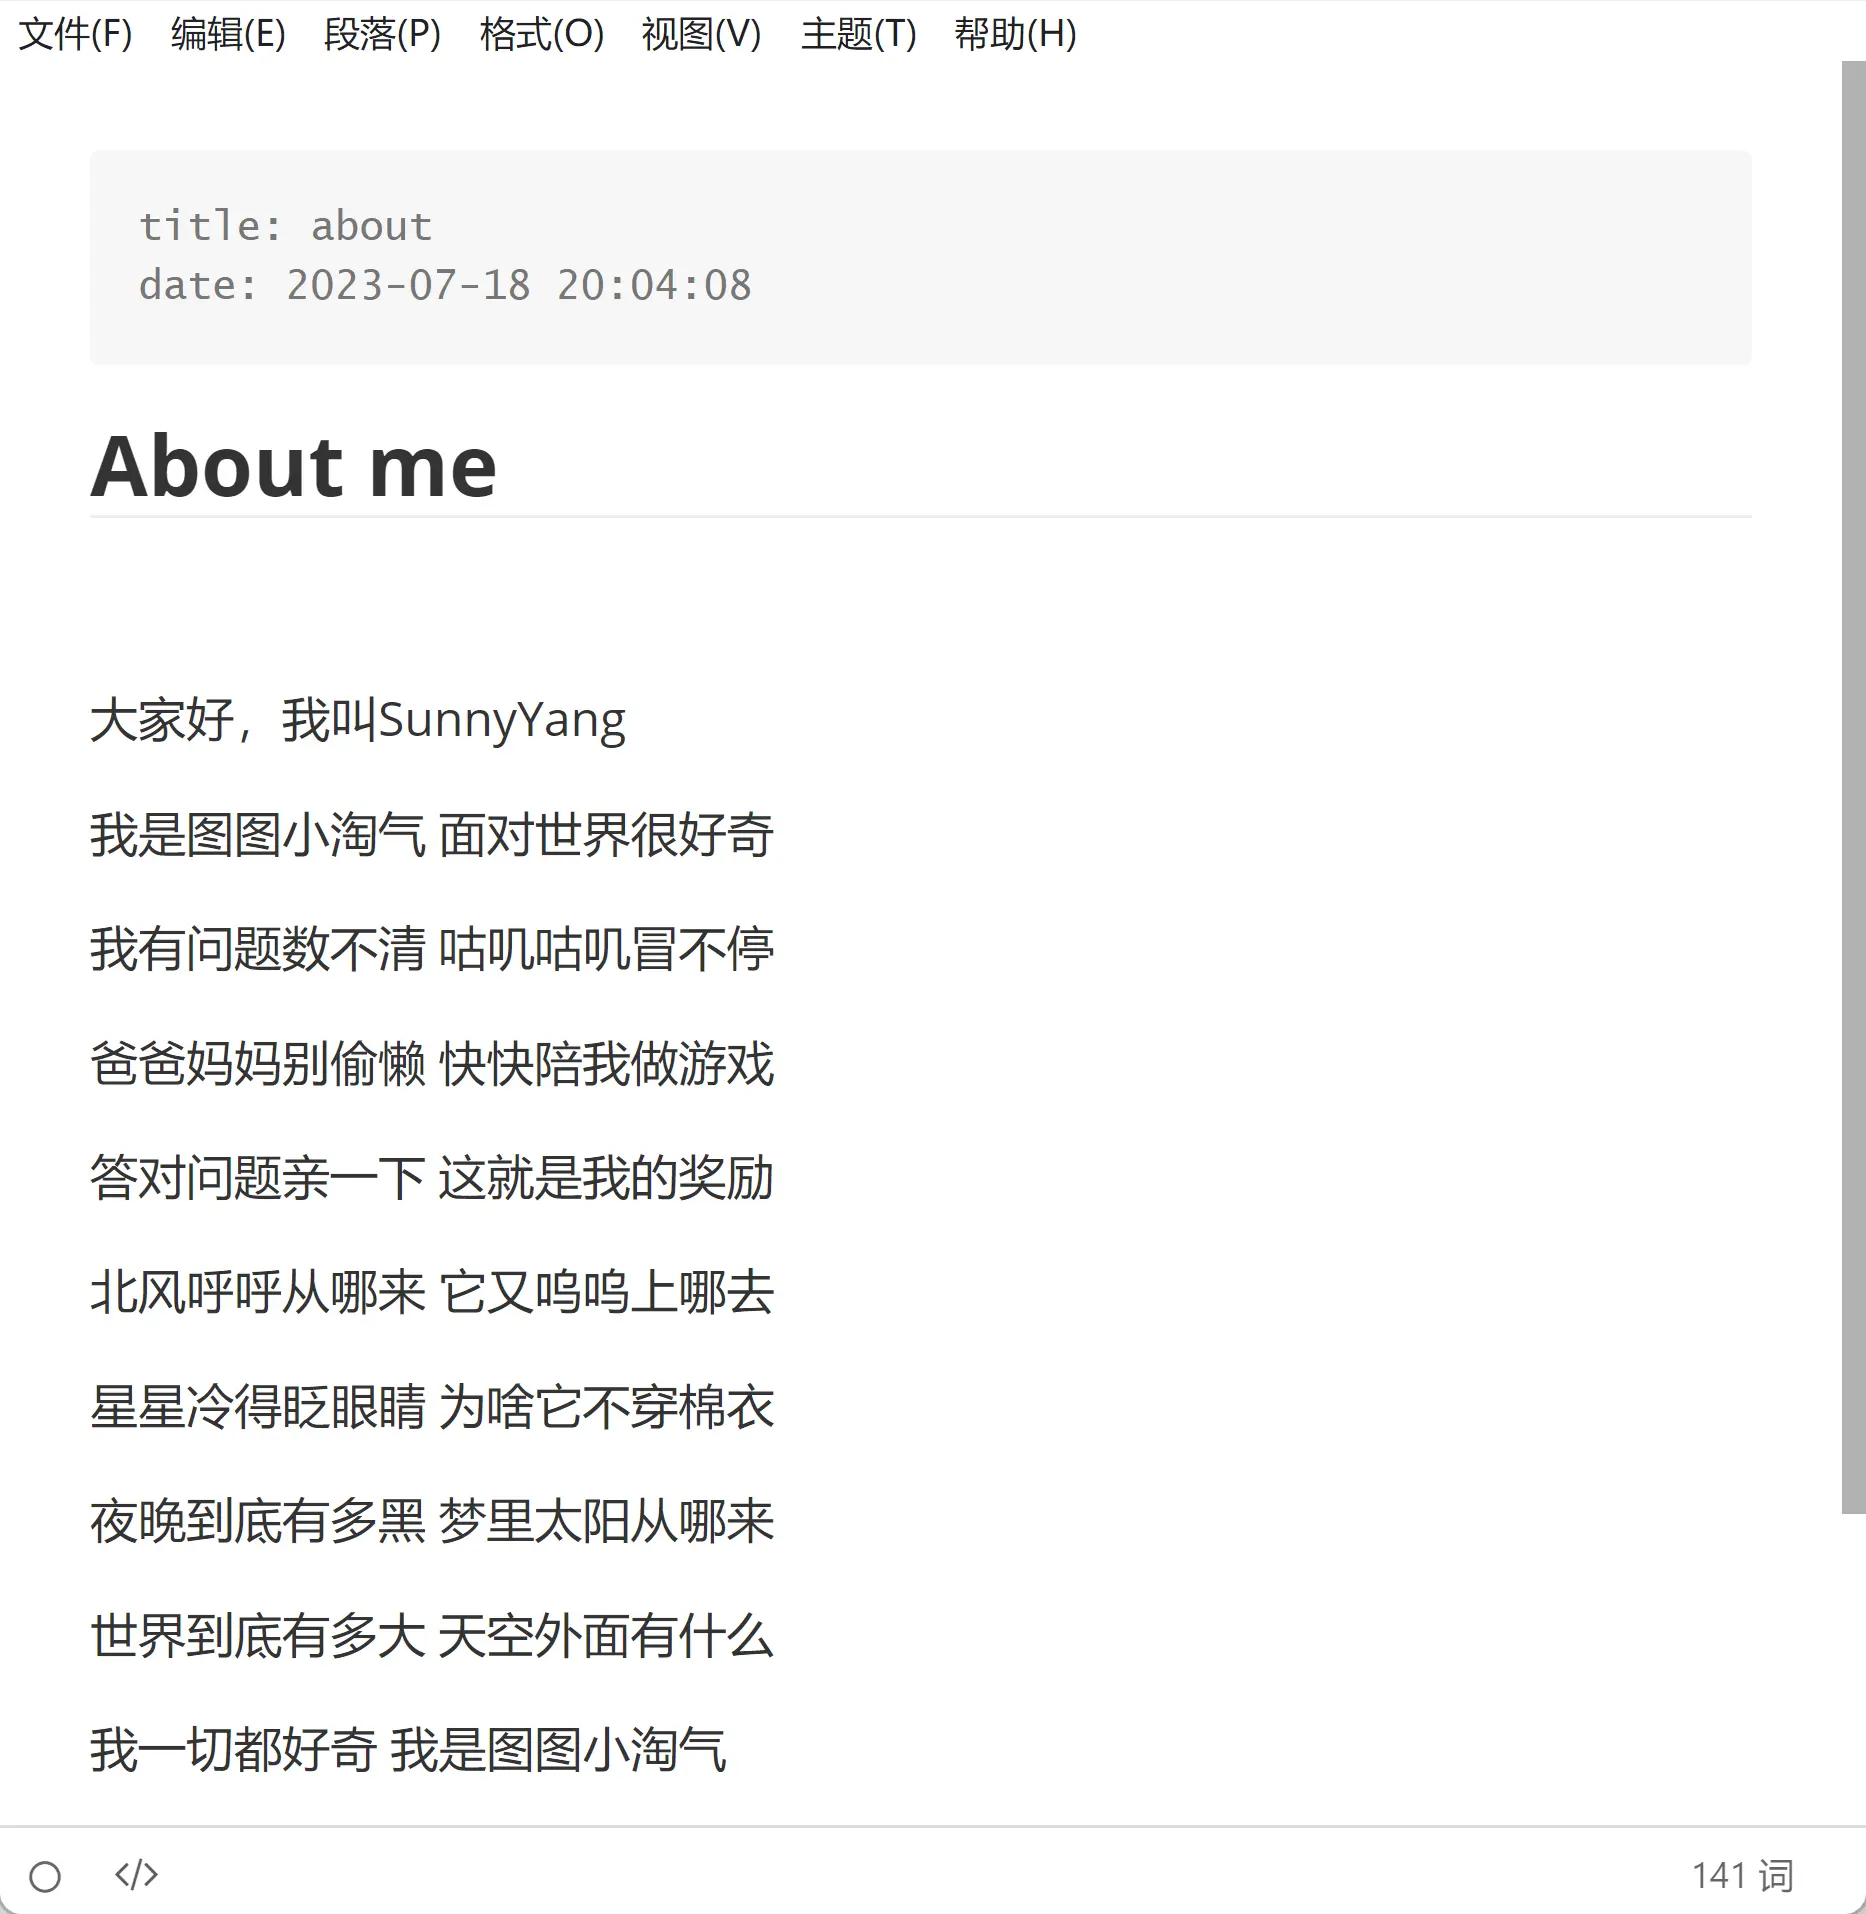 文件(F) 编辑(E) 段落(P) 格式(O) 视图(V) 主题(T) 帮助(H)
title: about
date: 2023-07-18 20:04:08
About me
大家好，我叫SunnyYang
我是图图小淘气 面对世界很好奇
我有问题数不清 咕叽咕叽冒不停
爸爸妈妈别偷懒 快快陪我做游戏
答对问题亲一下 这就是我的奖励
北风呼呼从哪来 它又呜呜上哪去
星星冷得眨眼睛 为啥它不穿棉衣
夜晚到底有多黑 梦里太阳从哪来
世界到底有多大 天空外面有什么
我一切都好奇 我是图图小淘气
</> 141 词